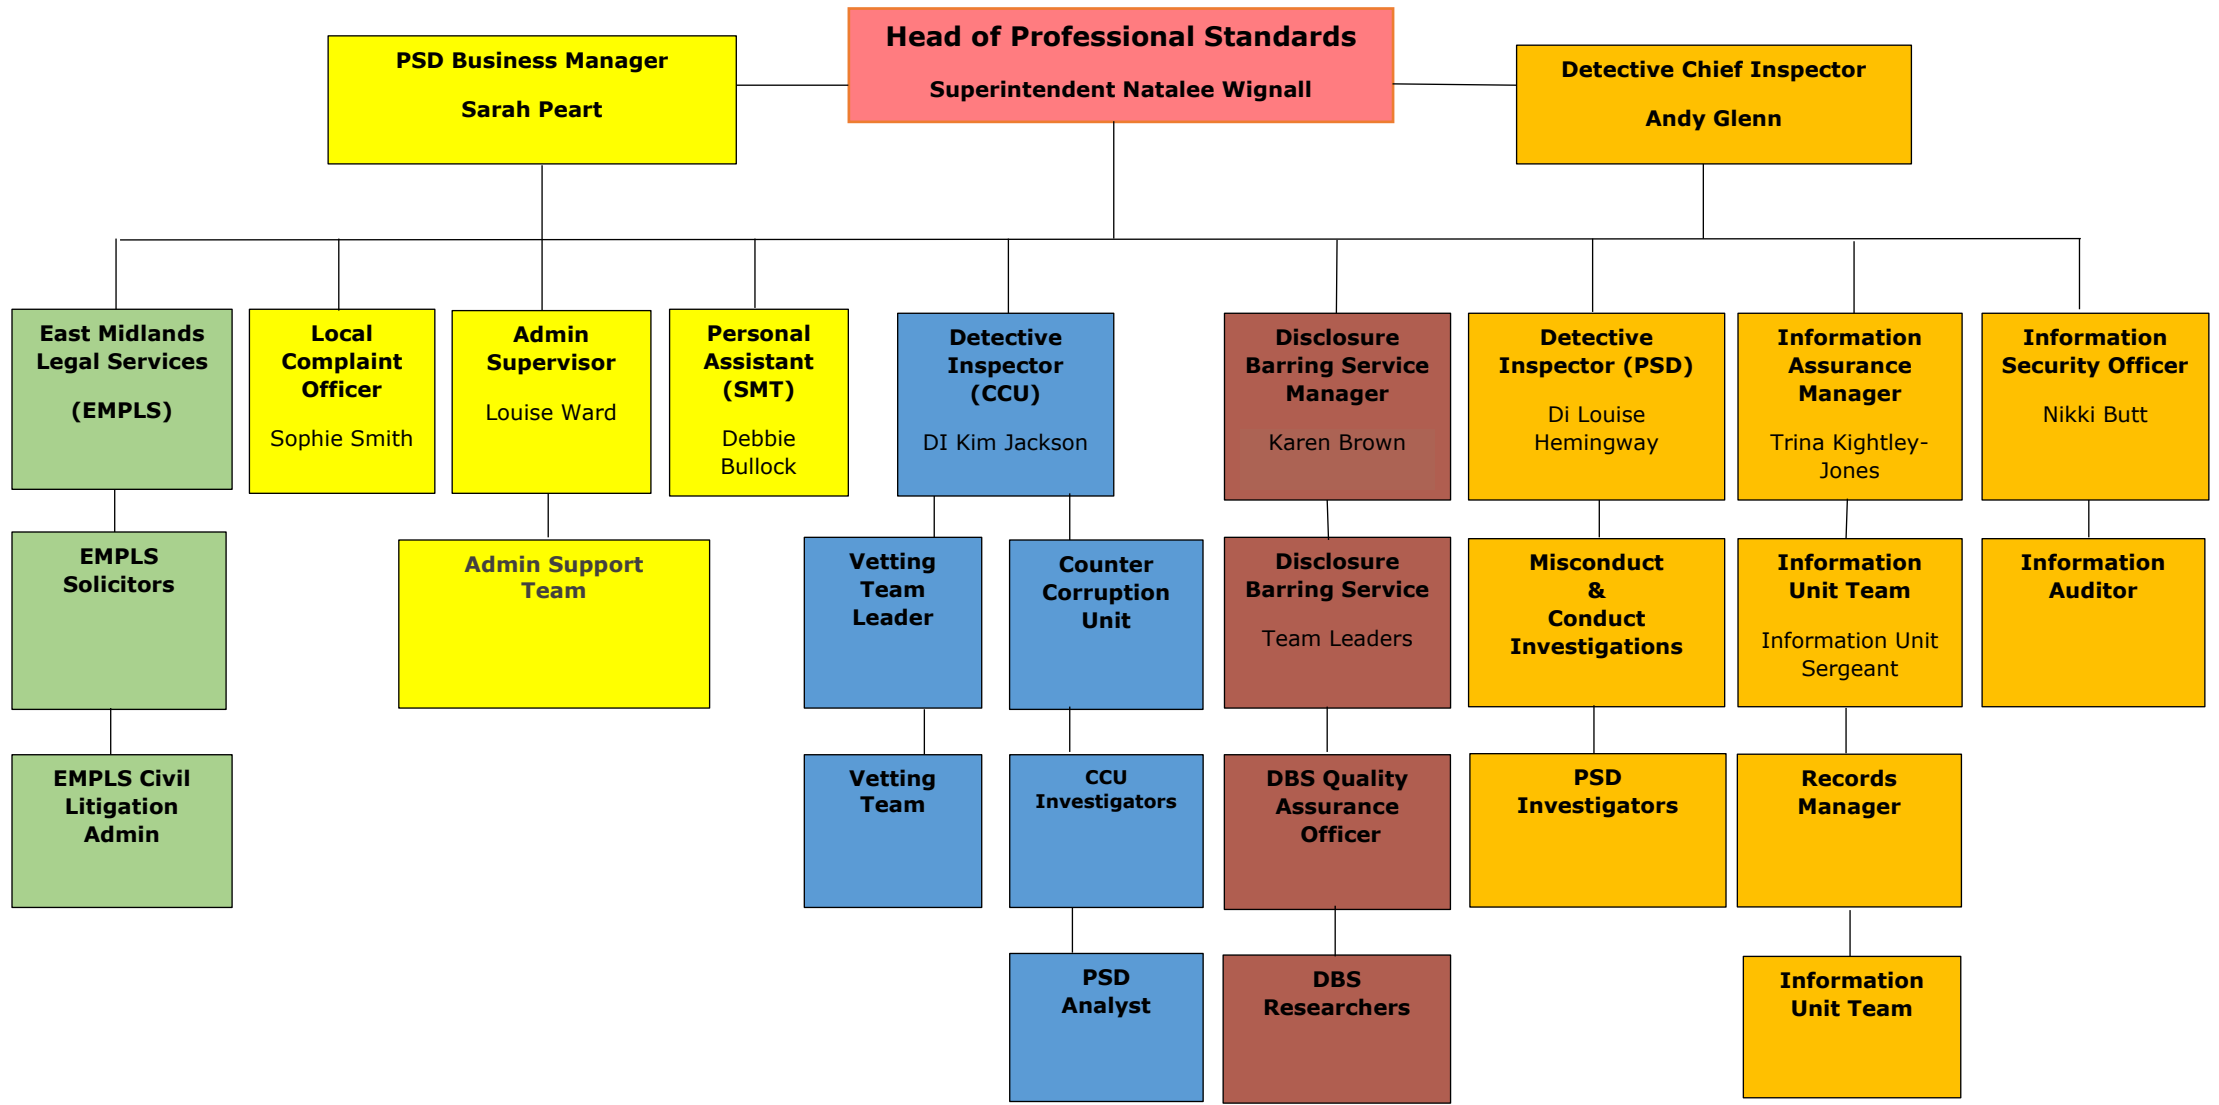 PSD Business Manager
Sarah Peart
Head of Professional Standards
Superintendent Natalee Wignall
Detective Chief Inspector
Andy Glenn
East Midlands
Legal Services
(EMPLS)
Local
Complaint
Officer
Sophie Smith
Admin
Supervisor
Louise Ward
Personal
Assistant
(SMT)
Debbie
Bullock
Detective
Inspector
(CCU)
DI Kim Jackson
Disclosure
Barring Service
Manager
Karen Brown
Detective
Inspector (PSD)
Di Louise
Hemingway
Information
Assurance
Manager
Trina Kightley-
Jones
Information
Security Officer
Nikki Butt
EMPLS
Solicitors
Admin Support
Team
Vetting
Team
Leader
Counter
Corruption
Unit
Disclosure
Barring Service
Team Leaders
Misconduct
&
Conduct
Investigations
Information
Unit Team
Information Unit
Sergeant
Information
Auditor
EMPLS Civil
Litigation
Admin
Vetting
Team
CCU
Investigators
DBS Quality
Assurance
Officer
PSD
Investigators
Records
Manager
PSD
Analyst
DBS
Researchers
Information
Unit Team